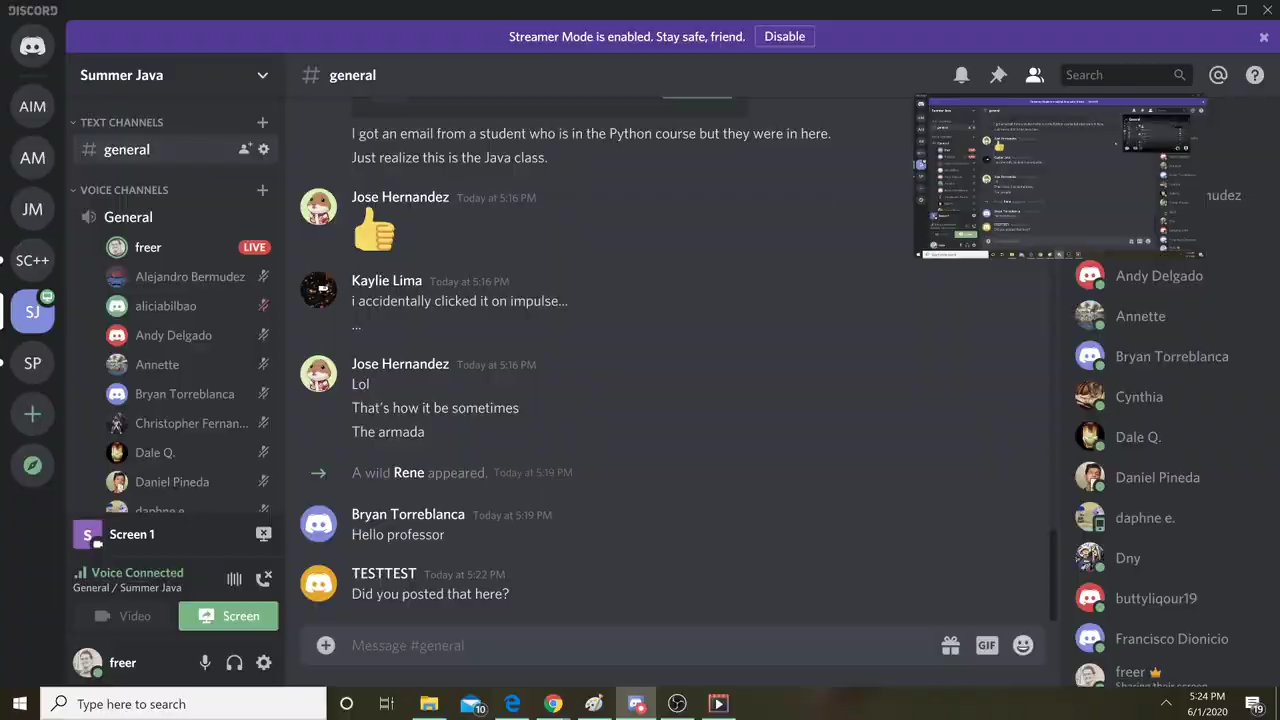 DISCORD
Streamer Mode is enabled. Stay safe, friend. Disable
Summer Java
general
Search
AIM
AM
JM
SC++
SJ
SP
TEXT CHANNELS
general
VOICE CHANNELS
General
freer LIVE
Alejandro Bermudez
aliciabilbao
Andy Delgado
Annette
Bryan Torreblanca
Christopher Fernan...
Dale Q.
Daniel Pineda
daphne e.
Screen 1
Voice Connected
General / Summer Java
Video
Screen
freer
I got an email from a student who is in the Python course but they were in here.
Just realize this is the Java class.
Jose Hernandez Today at 5:16 PM
Kaylie Lima Today at 5:16 PM
i accidentally clicked it on impulse...
...
Jose Hernandez Today at 5:16 PM
Lol
That's how it be sometimes
The armada
A wild Rene appeared. Today at 5:19 PM
Bryan Torreblanca Today at 5:19 PM
Hello professor
TESTTEST Today at 5:22 PM
Did you posted that here?
Message #general
GIF
mudez
Andy Delgado
Annette
Bryan Torreblanca
Cynthia
Dale Q.
Daniel Pineda
daphne e.
Dny
buttyliqour19
Francisco Dionicio
freer
Sharing their screen
Type here to search
10
5:24 PM
6/1/2020
19